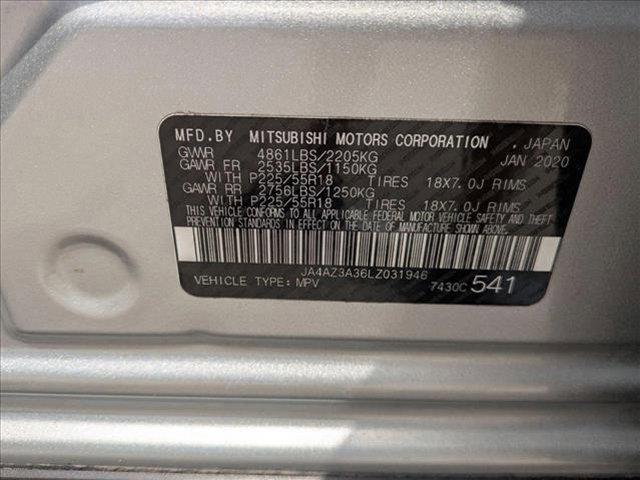 MFD.BY MITSUBISHI MOTORS CORPORATION . JAPAN
GVWR 4861LBS/2205KG JAN 2020
GAWR FR 2535LBS/1150KG
WITH P225/55R18 TIRES 18X7.0J RIMS
GAWR RR 2756LBS/1250KG
WITH P225/55R18 TIRES 18X7.0J RIMS
THIS VEHICLE CONFORMS TO ALL APPLICABLE FEDERAL MOTOR VEHICLE SAFETY AND THEFT
PREVENTION STANDARDS IN EFFECT ON THE DATE OF MANUFACTURE SHOWN ABOVE.
JA4AZ3A36LZ031946
VEHICLE TYPE: MPV 7430C 541